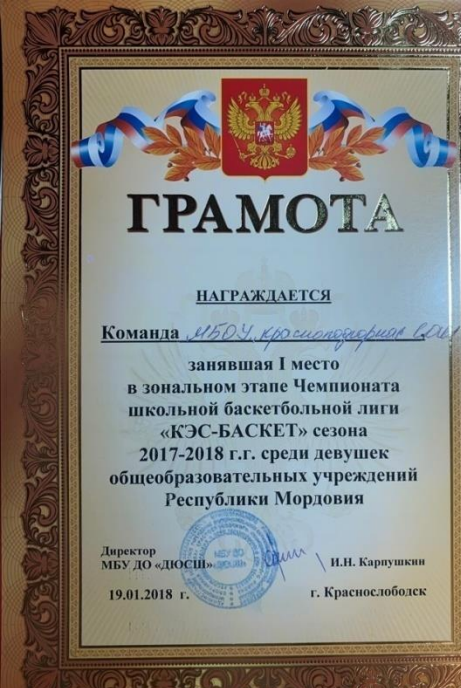 ГРАМОТА
НАГРАЖДАЕТСЯ
Команда МБОУ Красноподгорная СОШ
занявшая I место
в зональном этапе Чемпионата
школьной баскетбольной лиги
«КЭС-БАСКЕТ» сезона
2017-2018 г.г. среди девушек
общеобразовательных учреждений
Республики Мордовия
Директор
МБУ ДО «ДЮСШ» И.Н. Карпушкин
19.01.2018 г. г. Краснослободск